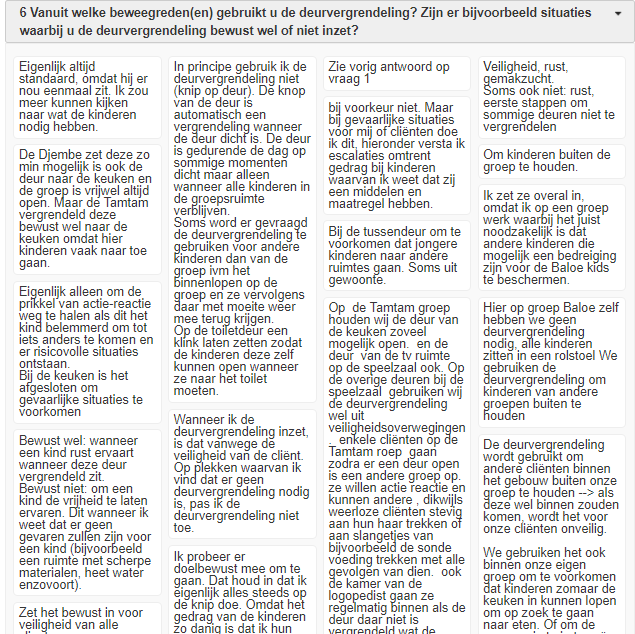 6 Vanuit welke beweegreden(en) gebruikt u de deurvergrendeling? Zijn er bijvoorbeeld situaties
waarbij u de deurvergrendeling bewust wel of niet inzet?
Eigenlijk altijd
standaard, omdat hij er
nou eenmaal zit. Ik zou
meer kunnen kijken
naar wat de kinderen
nodig hebben.
De Djembe zet deze zo
min mogelijk is ook de
deur naar de keuken en
de groep is vrijwel altijd
open. Maar de Tamtam
vergrendeld deze
bewust wel naar de
keuken omdat hier
kinderen vaak naar toe
gaan.
Eigenlijk alleen om de
prikkel van actie-reactie
weg te halen als dit het
kind belemmerd om tot
iets anders te komen en
er risicovolle situaties
ontstaan.
Bij de keuken is het
afgesloten om
gevaarlijke situaties te
voorkomen
Bewust wel: wanneer
een kind rust ervaart
wanneer deze deur
vergrendeld zit.
Bewust niet: om een
kind de vrijheid te laten
ervaren. Dit wanneer ik
weet dat er geen
gevaren zullen zijn voor
een kind (bijvoorbeeld
een ruimte met scherpe
materialen, heet water
enzovoort).
Zet het bewust in voor
veiligheid van alle
In principe gebruik ik de
deurvergrendeling niet
(knip op deur). De knop
van de deur is
automatisch een
vergrendeling wanneer
de deur dicht is. De deur
is gedurende de dag op
sommige momenten
dicht maar alleen
wanneer alle kinderen in
de groepsruimte
verblijven.
Soms word er gevraagd
de deurvergrendeling te
gebruiken voor andere
kinderen dan van de
groep ivm het
binnenlopen op de
groep en ze vervolgens
daar met moeite weer
mee terug krijgen.
Op de toiletdeur een
klink laten zetten zodat
de kinderen deze zelf
kunnen open wanneer
ze naar het toilet
moeten.
Wanneer ik de
deurvergrendeling inzet,
is dat vanwege de
veiligheid van de cliënt.
Op plekken waarvan ik
vind dat er geen
deurvergrendeling nodig
is, pas ik de
deurvergrendeling niet
toe.
Ik probeer er
doelbewust mee om te
gaan. Dat houd in dat ik
eigenlijk alles steeds op
de knip doe. Omdat het
gedrag van de kinderen
zo danig is dat ik hun
Zie vorig antwoord op
vraag 1
bij voorkeur niet. Maar
bij gevaarlijke situaties
voor mij of cliënten doe
ik dit, hieronder versta ik
escalaties omtrent
gedrag bij kinderen
waarvan ik weet dat zij
een middelen en
maatregel hebben.
Bij de tussendeur om te
voorkomen dat jongere
kinderen naar andere
ruimtes gaan. Soms uit
gewoonte.
Op de Tamtam groep
houden wij de deur van
de keuken zoveel
mogelijk open. en de
deur van de tv ruimte
op de speelzaal ook. Op
de overige deuren bij de
speelzaal gebruiken wij
de deurvergrendeling
wel uit
veiligheidsoverwegingen
. enkele cliënten op de
Tamtam roep gaan
zodra er een deur open
is een andere groep op.
ze willen actie reactie en
kunnen andere , dikwijls
weerloze cliënten stevig
aan hun haar trekken of
aan slangetjes van
bijvoorbeeld de sonde
voeding trekken met alle
gevolgen van dien. ook
de kamer van de
logopedist gaan ze
regelmatig binnen als de
deur daar niet is
vergrendeld wat de
Veiligheid, rust,
gemakzucht.
Soms ook niet: rust,
eerste stappen om
sommige deuren niet te
vergrendelen
Om kinderen buiten de
groep te houden.
Ik zet ze overal in,
omdat ik op een groep
werk waarbij het juist
noodzakelijk is dat
andere kinderen die
mogelijk een bedreiging
zijn voor de Baloe kids
te beschermen.
Hier op groep Baloe zelf
hebben we geen
deurvergrendeling
nodig, alle kinderen
zitten in een rolstoel We
gebruiken de
deurvergrendeling om
kinderen van andere
groepen buiten te
houden
De deurvergrendeling
wordt gebruikt om
andere cliënten binnen
het gebouw buiten onze
groep te houden --> als
deze wel binnen zouden
komen, wordt het voor
onze cliënten onveilig.
We gebruiken het ook
binnen onze eigen
groep om te voorkomen
dat kinderen zomaar de
keuken in kunnen lopen
om op zoek te gaan
naar eten. Of om de